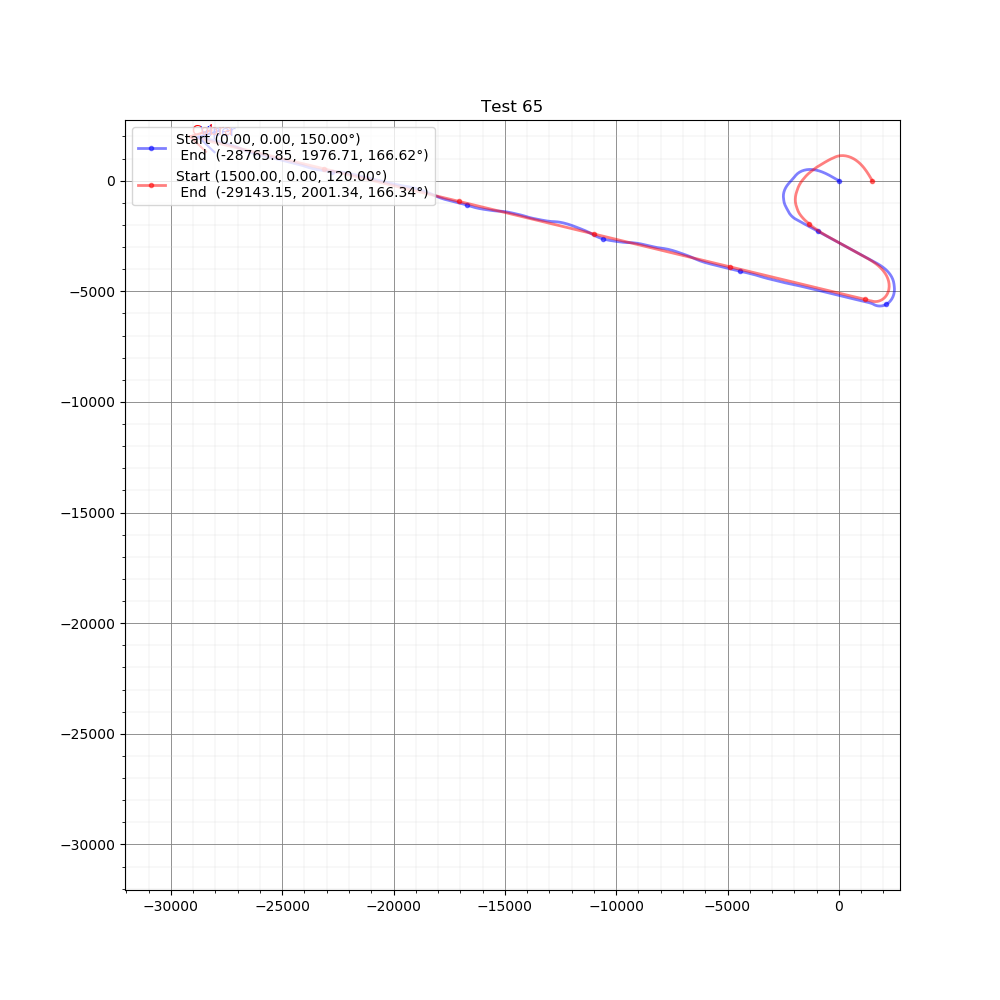 Test 65
Start (0.00, 0.00, 150.00°)
End (-28765.85, 1976.71, 166.62°)
Start (1500.00, 0.00, 120.00°)
End (-29143.15, 2001.34, 166.34°)
0
−5000
−10000
−15000
−20000
−25000
−30000
−30000 −25000 −20000 −15000 −10000 −5000 0